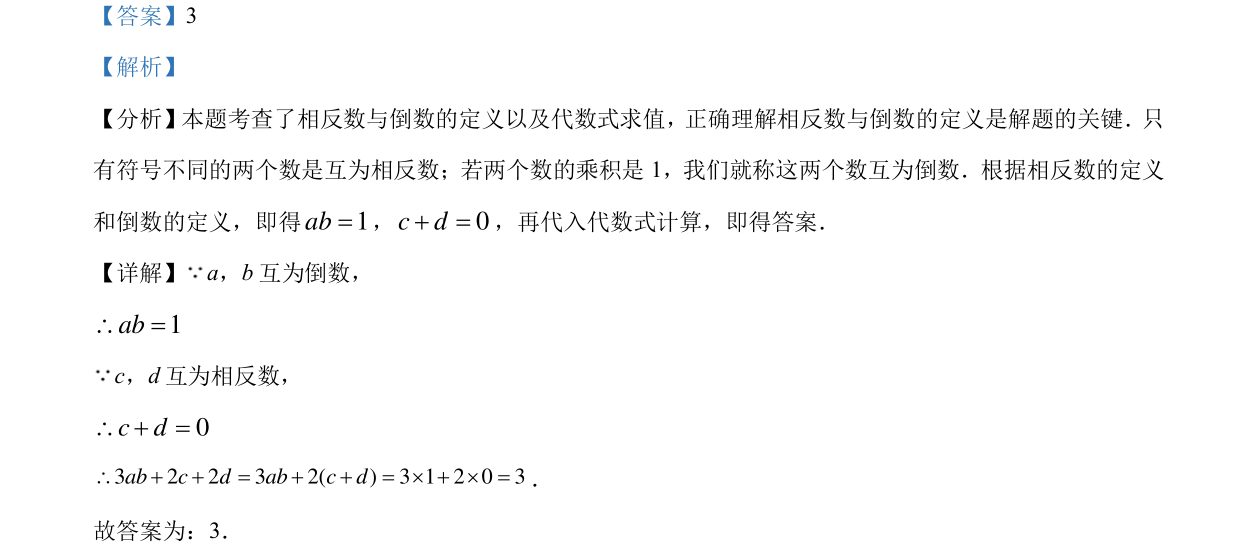 【答案】3
【解析】
【分析】本题考查了相反数与倒数的定义以及代数式求值，正确理解相反数与倒数的定义是解题的关键．只
有符号不同的两个数是互为相反数；若两个数的乘积是 1，我们就称这两个数互为倒数．根据相反数的定义
和倒数的定义，即得ab=1，c+d=0，再代入代数式计算，即得答案．
【详解】∵a，b 互为倒数，
∴ab=1
∵c，d 互为相反数，
∴c+d=0
∴3ab+2c+2d=3ab+2(c+d)=3×1+2×0=3．
故答案为：3．